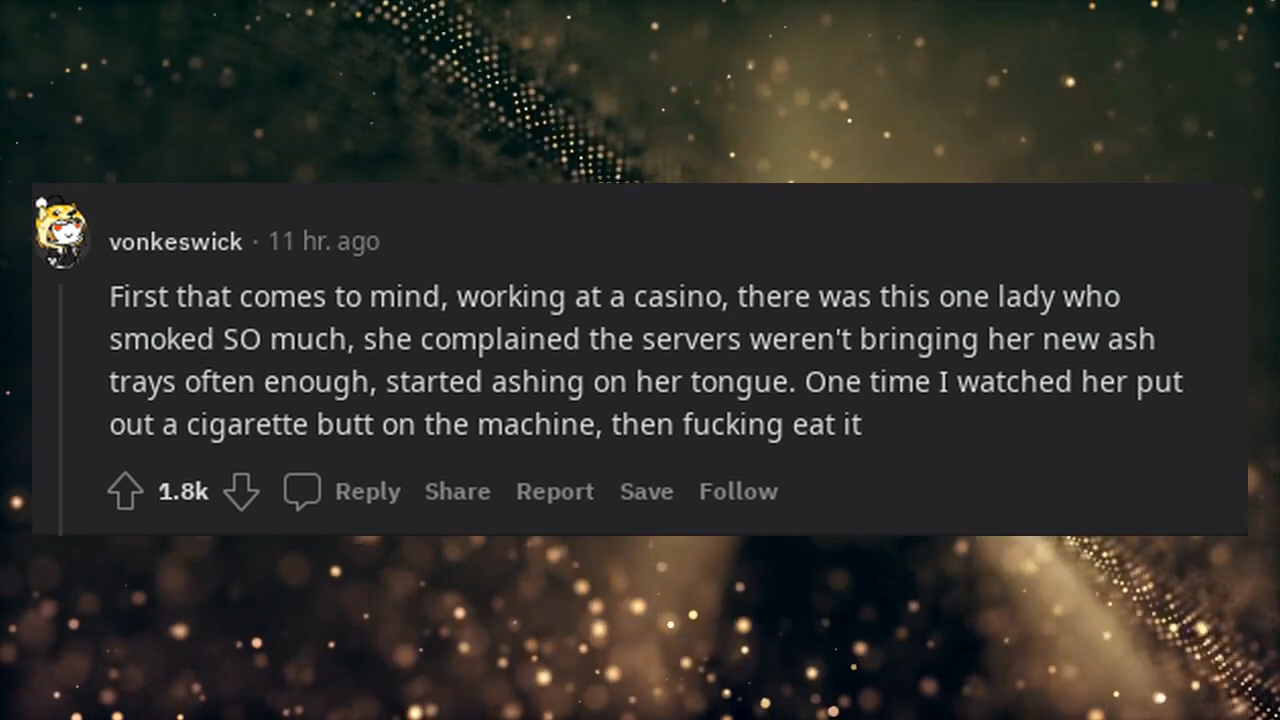 vonkeswick · 11 hr. ago
First that comes to mind, working at a casino, there was this one lady who
smoked SO much, she complained the servers weren't bringing her new ash
trays often enough, started ashing on her tongue. One time I watched her put
out a cigarette butt on the machine, then fucking eat it
1.8k Reply Share Report Save Follow